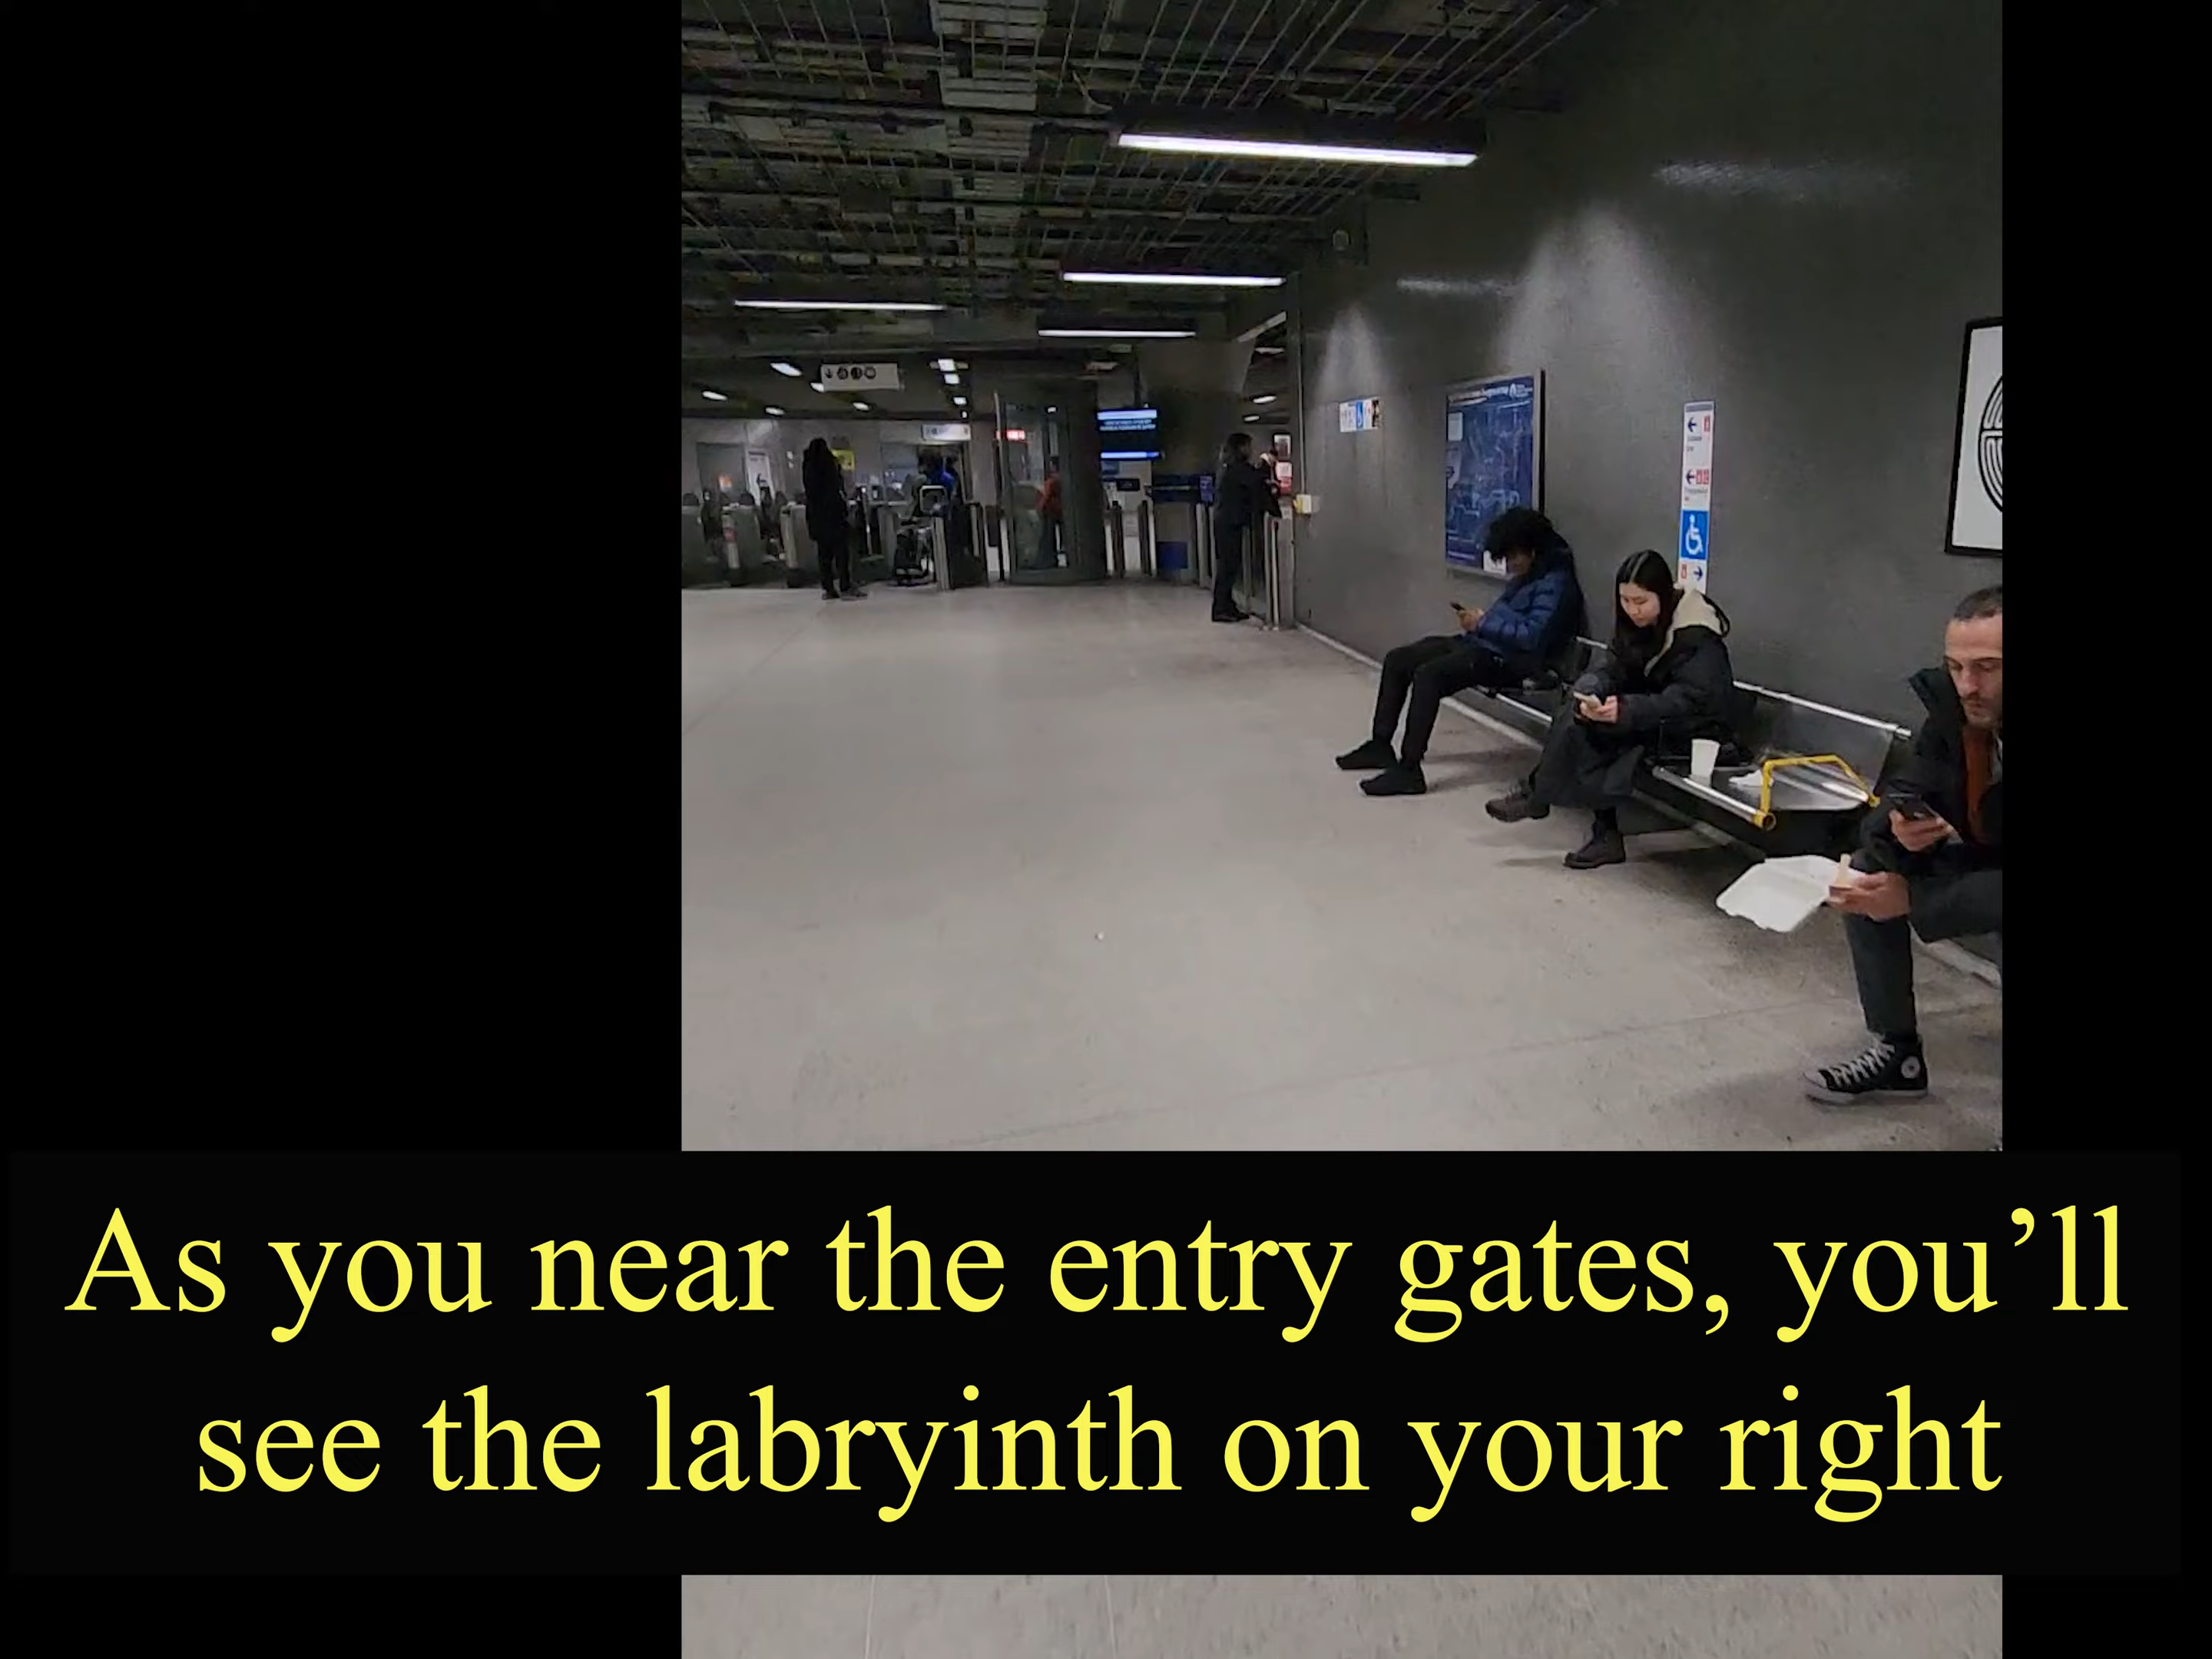 As you near the entry gates, you’ll
see the labryinth on your right